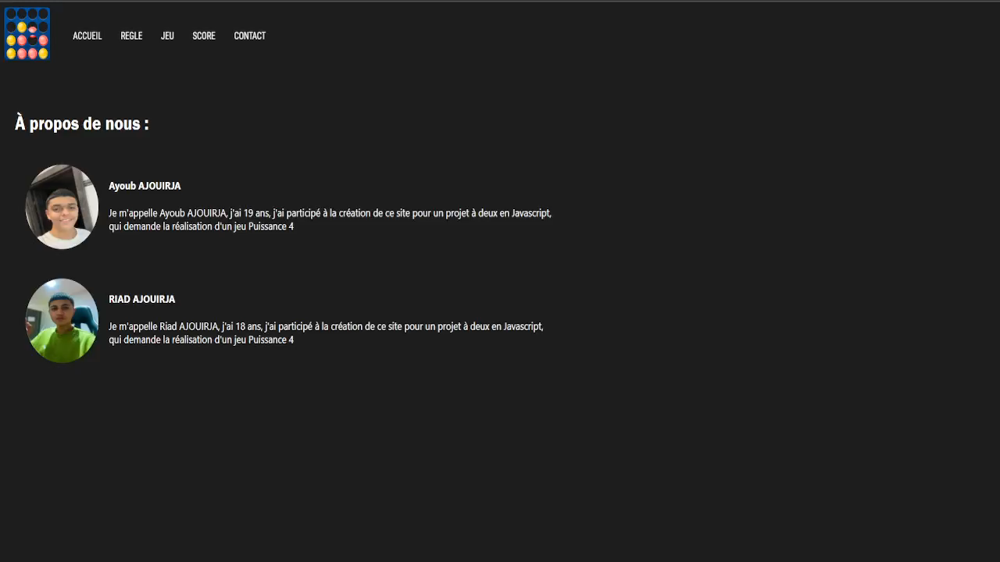 ACCUEIL REGLE JEU SCORE CONTACT
À propos de nous :
Ayoub AJOUIRJA
Je m'appelle Ayoub AJOUIRJA, j'ai 19 ans, j'ai participé à la création de ce site pour un projet à deux en Javascript,
qui demande la réalisation d'un jeu Puissance 4
RIAD AJOUIRJA
Je m'appelle Riad AJOUIRJA, j'ai 18 ans, j'ai participé à la création de ce site pour un projet à deux en Javascript,
qui demande la réalisation d'un jeu Puissance 4